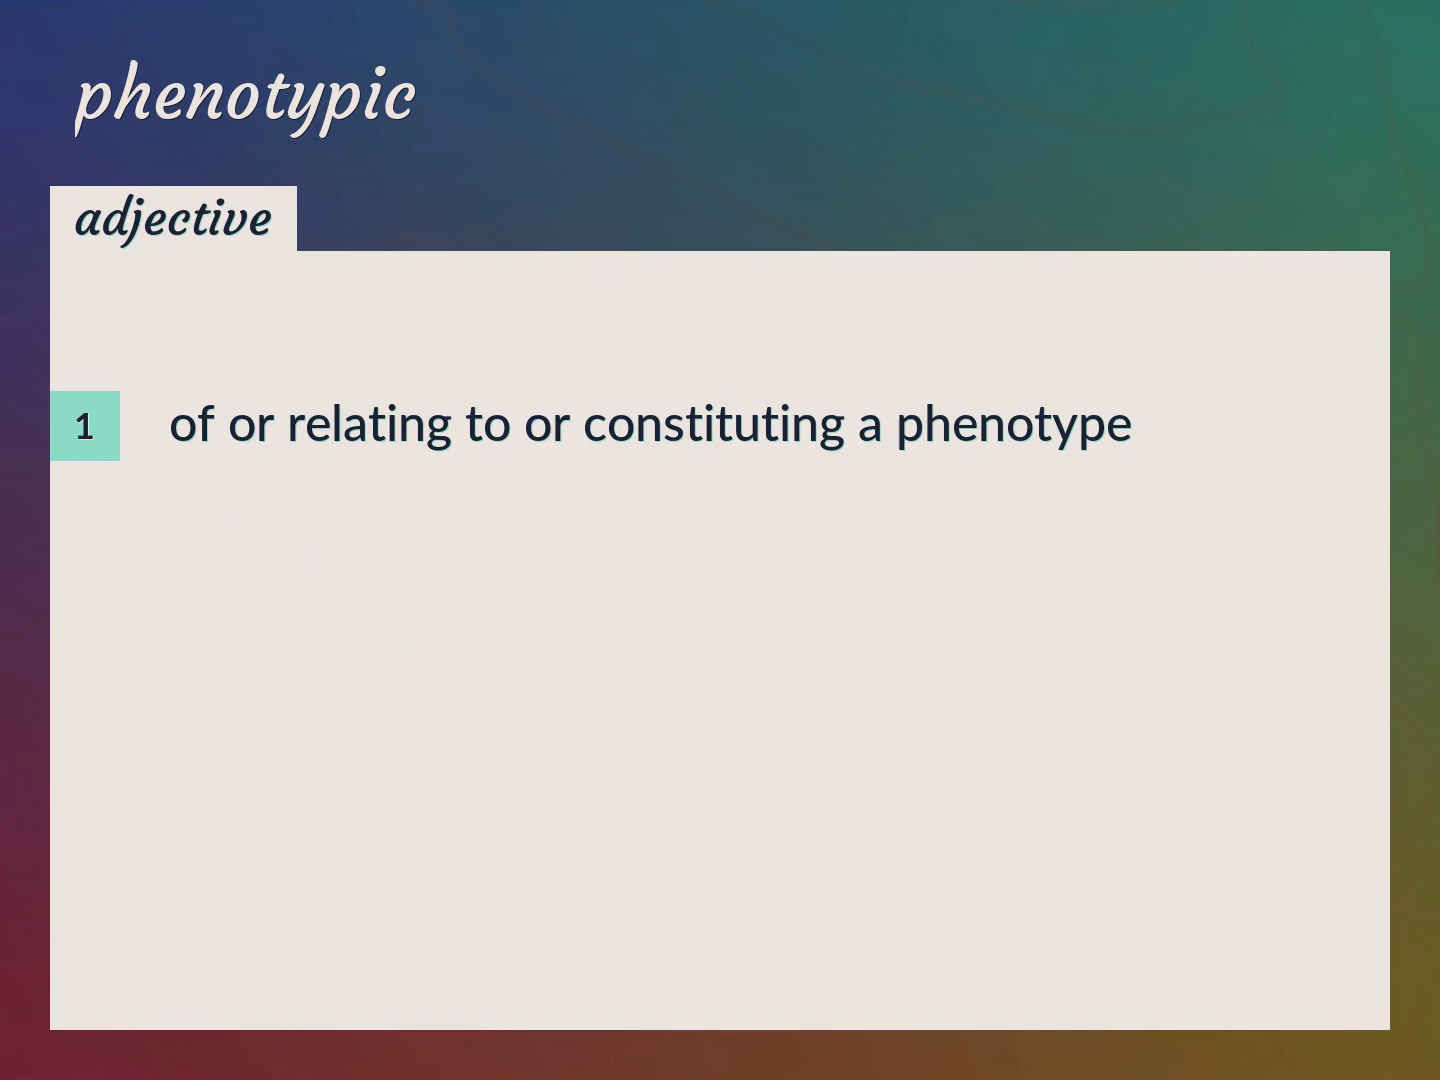 phenotypic
adjective
1 of or relating to or constituting a phenotype